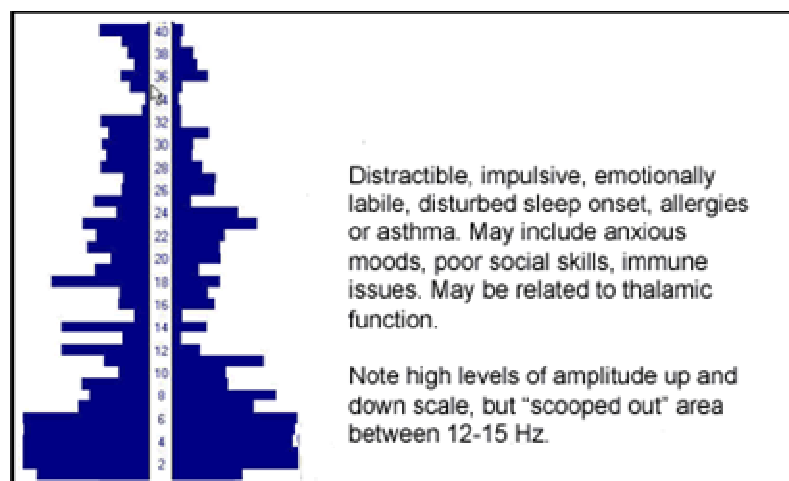 40
38
36
34
32
30
28
26
24
22
20
18
16
14
12
10
8
6
4
2
Distractible, impulsive, emotionally
labile, disturbed sleep onset, allergies
or asthma. May include anxious
moods, poor social skills, immune
issues. May be related to thalamic
function.
Note high levels of amplitude up and
down scale, but “scooped out” area
between 12-15 Hz.